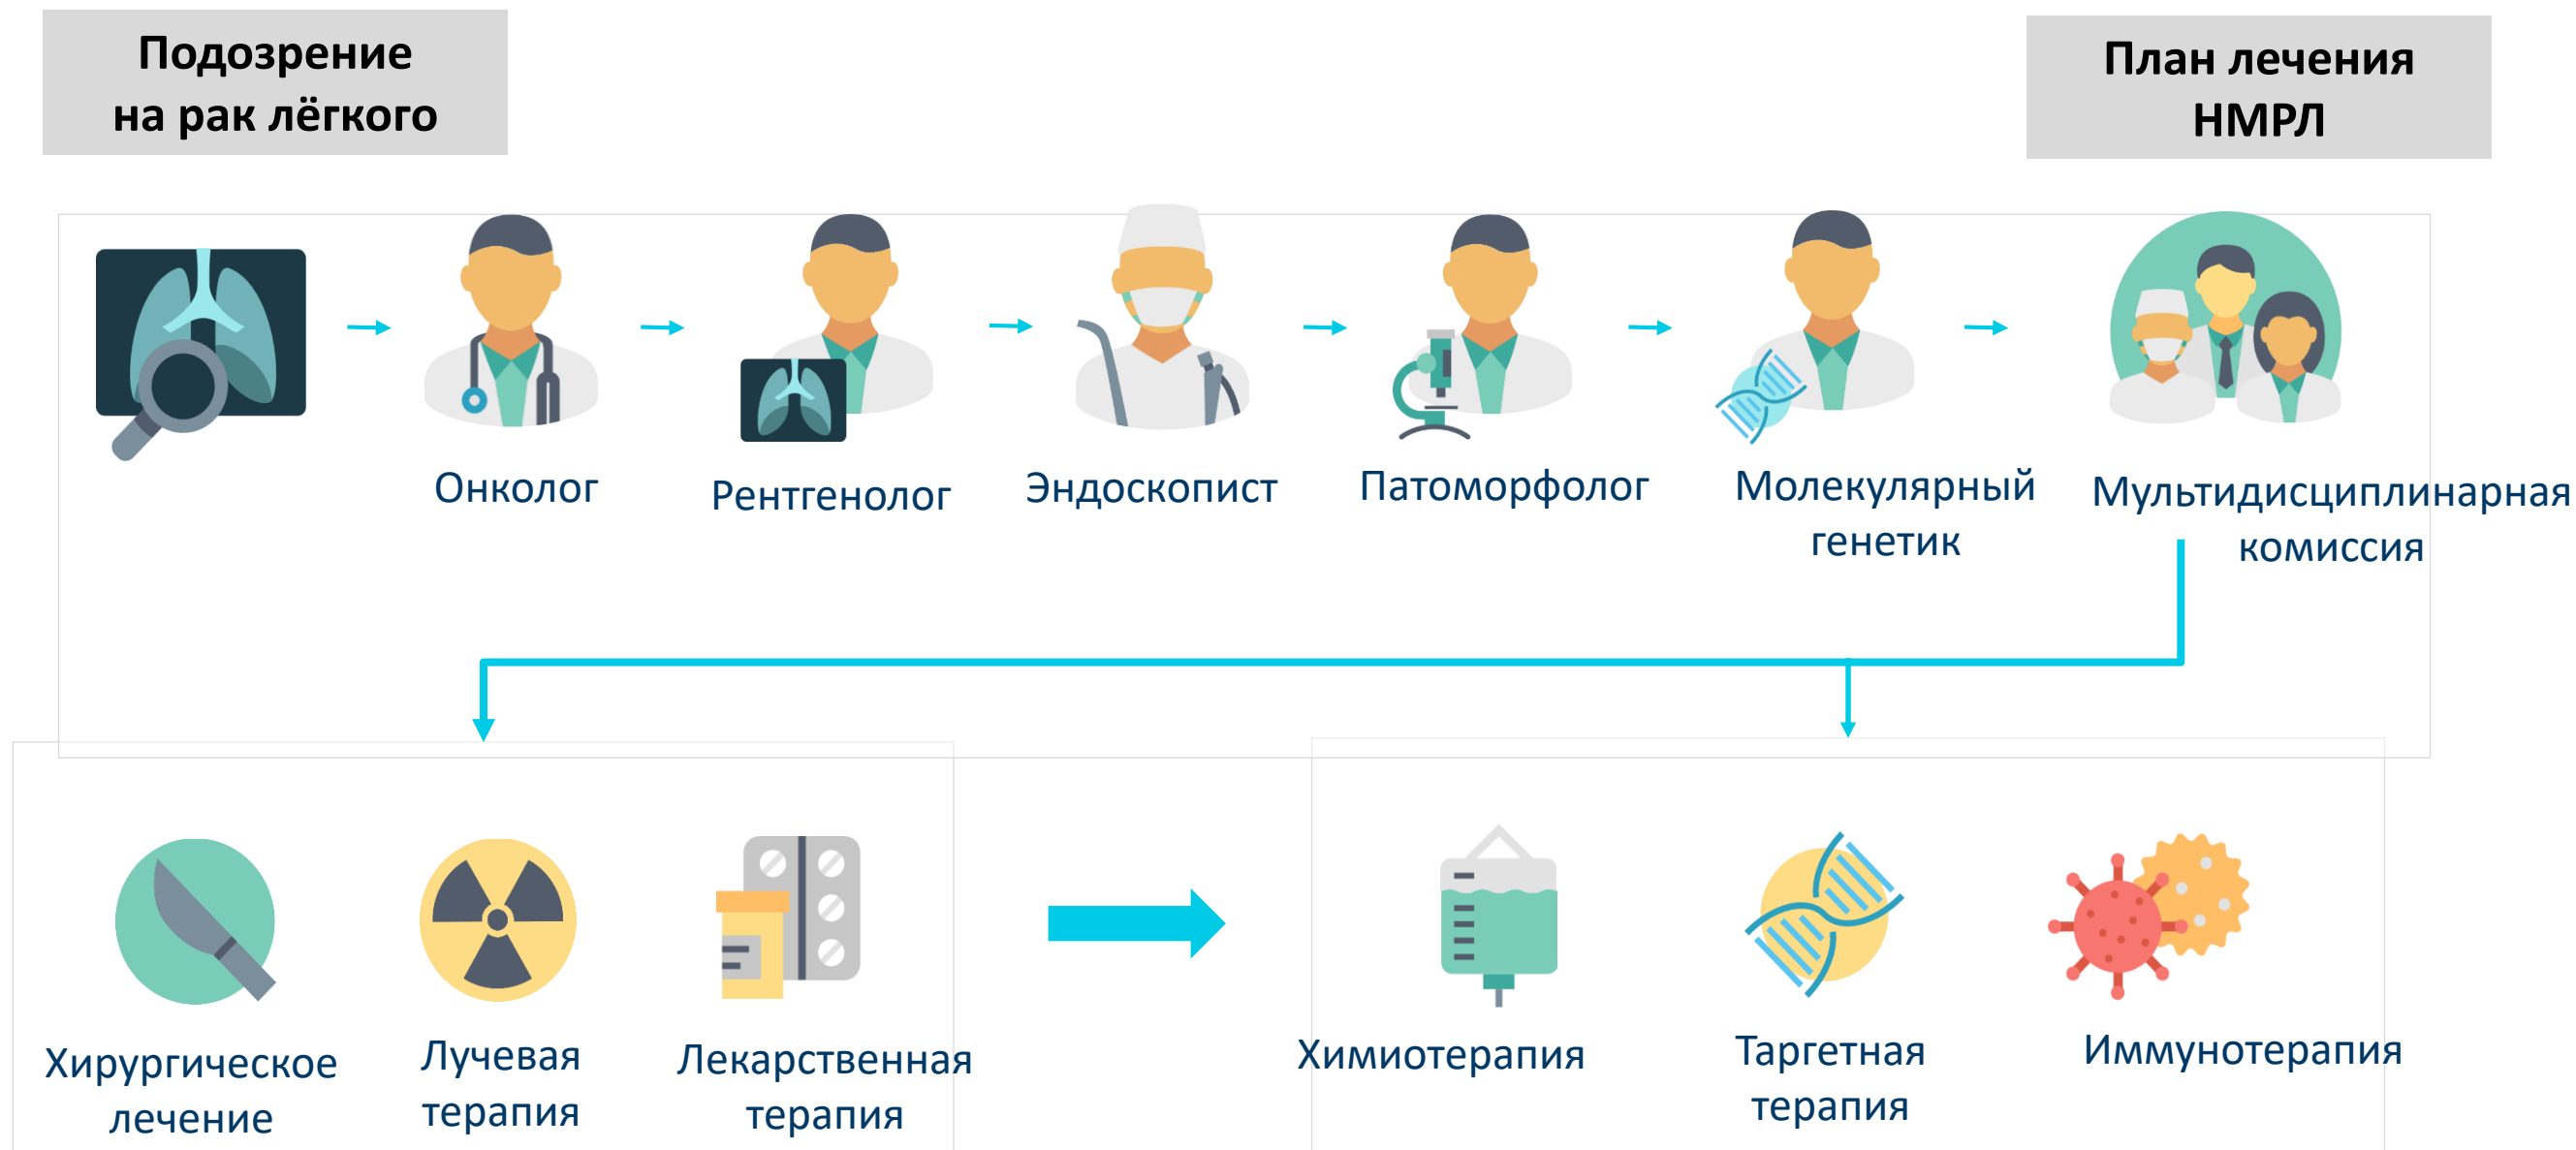 Подозрение
на рак лёгкого
План лечения
НМРЛ
Онколог
Рентгенолог
Эндоскопист
Патоморфолог
Молекулярный
генетик
Мультидисциплинарная
комиссия
Хирургическое
лечение
Лучевая
терапия
Лекарственная
терапия
Химиотерапия
Таргетная
терапия
Иммунотерапия